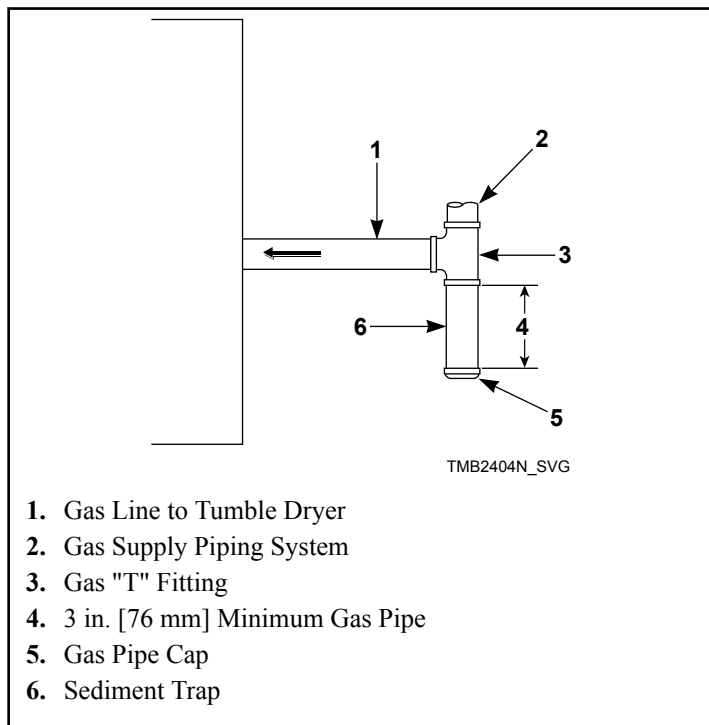 1
2
3
4
5
6
TMB2404N_SVG
1. Gas Line to Tumble Dryer
2. Gas Supply Piping System
3. Gas "T" Fitting
4. 3 in. [76 mm] Minimum Gas Pipe
5. Gas Pipe Cap
6. Sediment Trap